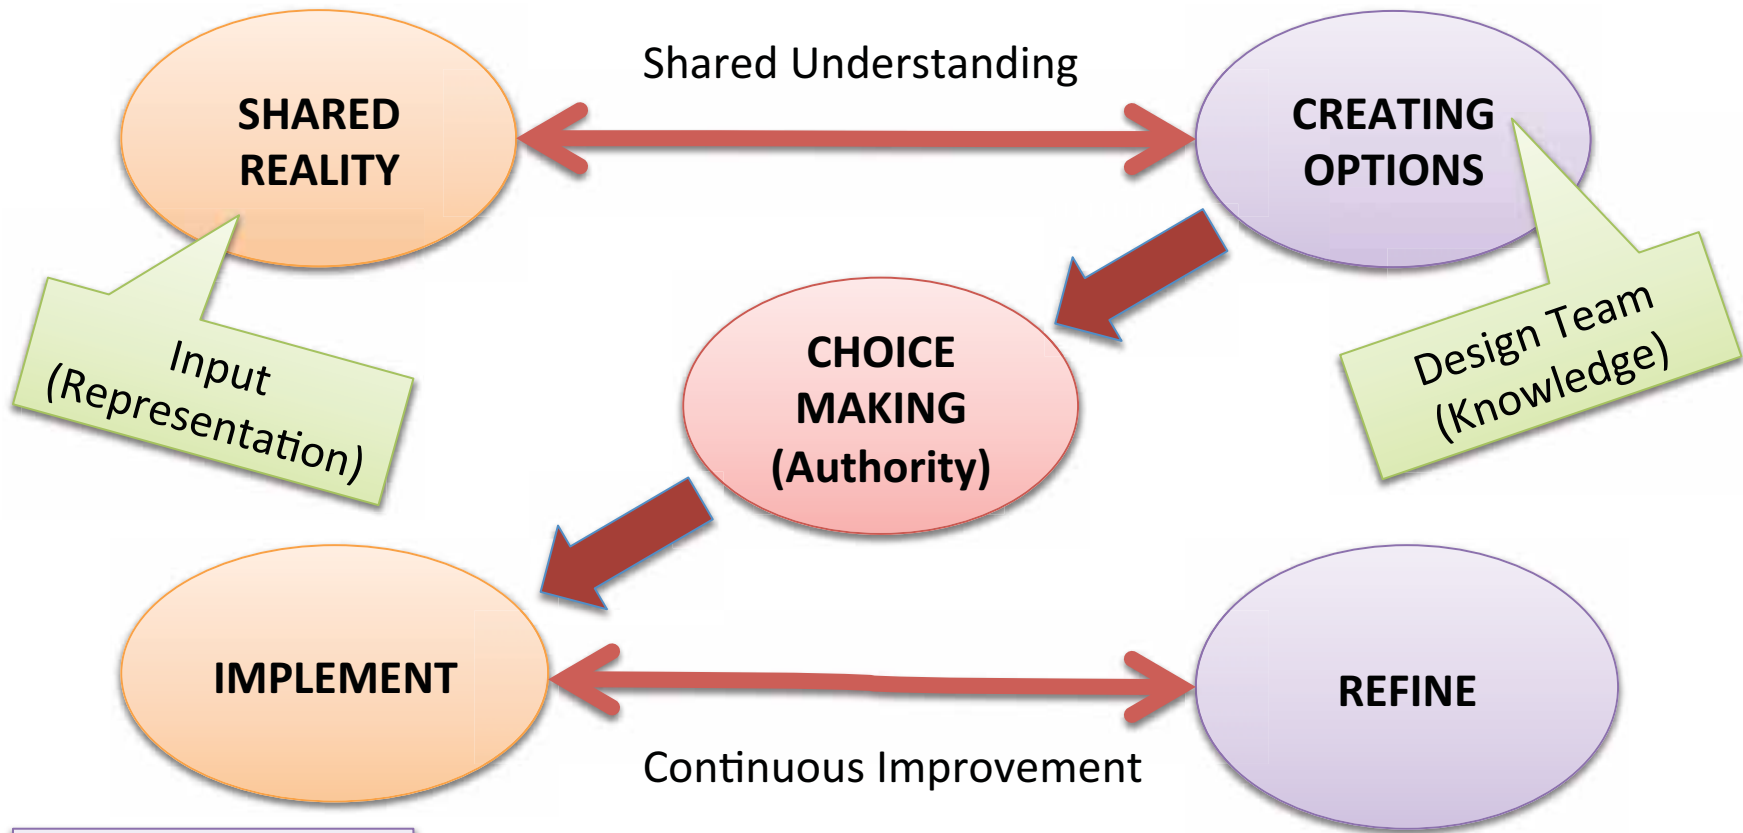 Shared Understanding
SHARED
REALITY
CREATING
OPTIONS
Input
(Representation)
CHOICE
MAKING
(Authority)
Design Team
(Knowledge)
IMPLEMENT
REFINE
Continuous Improvement